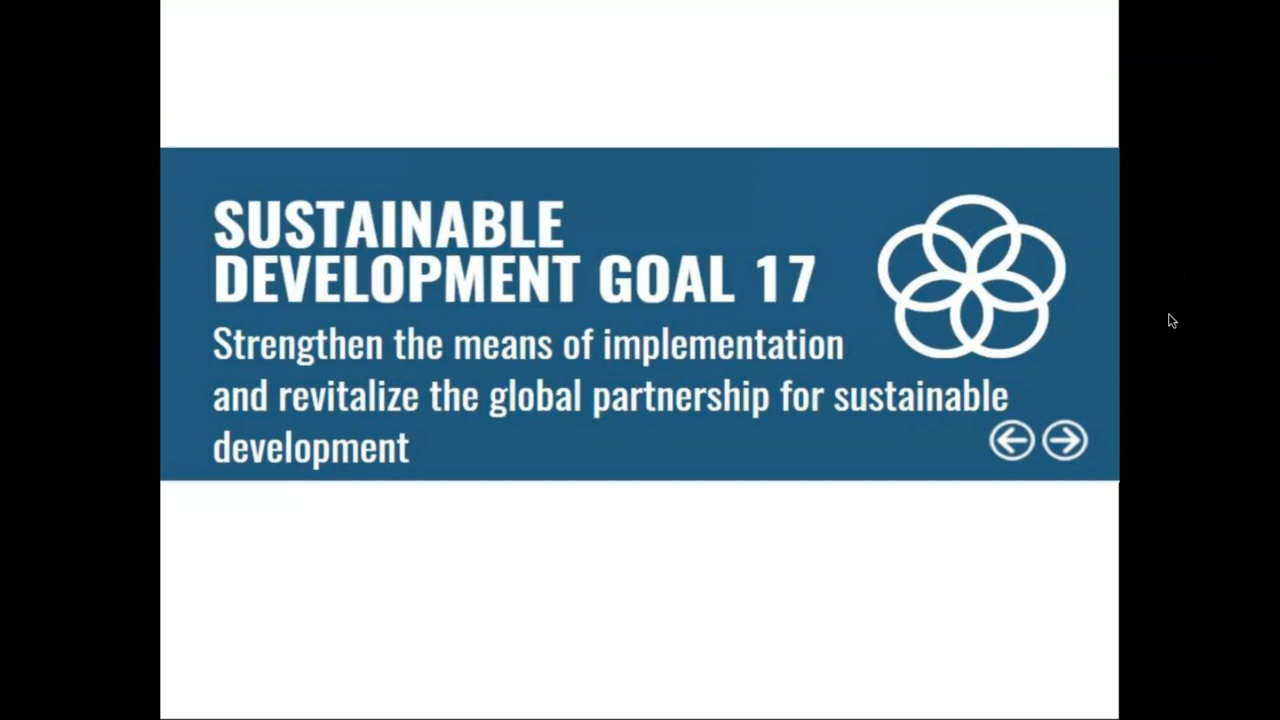 SUSTAINABLE
DEVELOPMENT GOAL 17
Strengthen the means of implementation
and revitalize the global partnership for sustainable
development